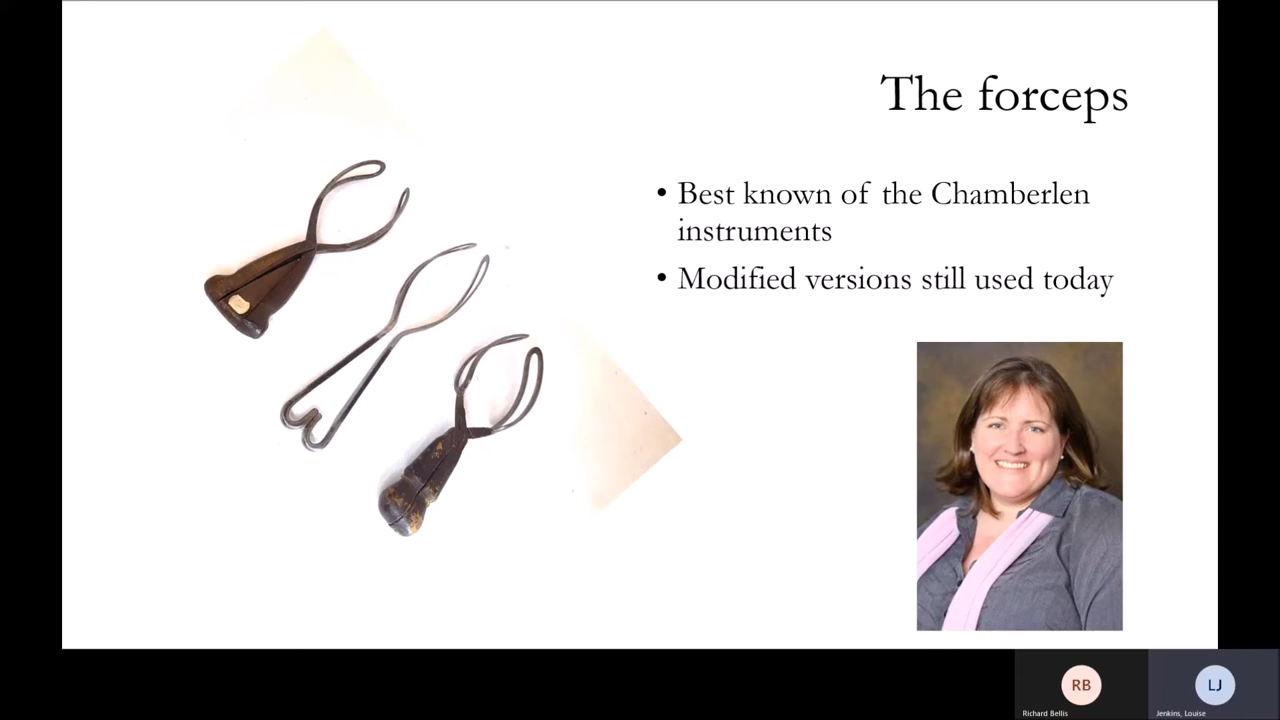 The forceps
• Best known of the Chamberlen
instruments
• Modified versions still used today
RB
Richard Bellis
LJ
Jenkins, Louise